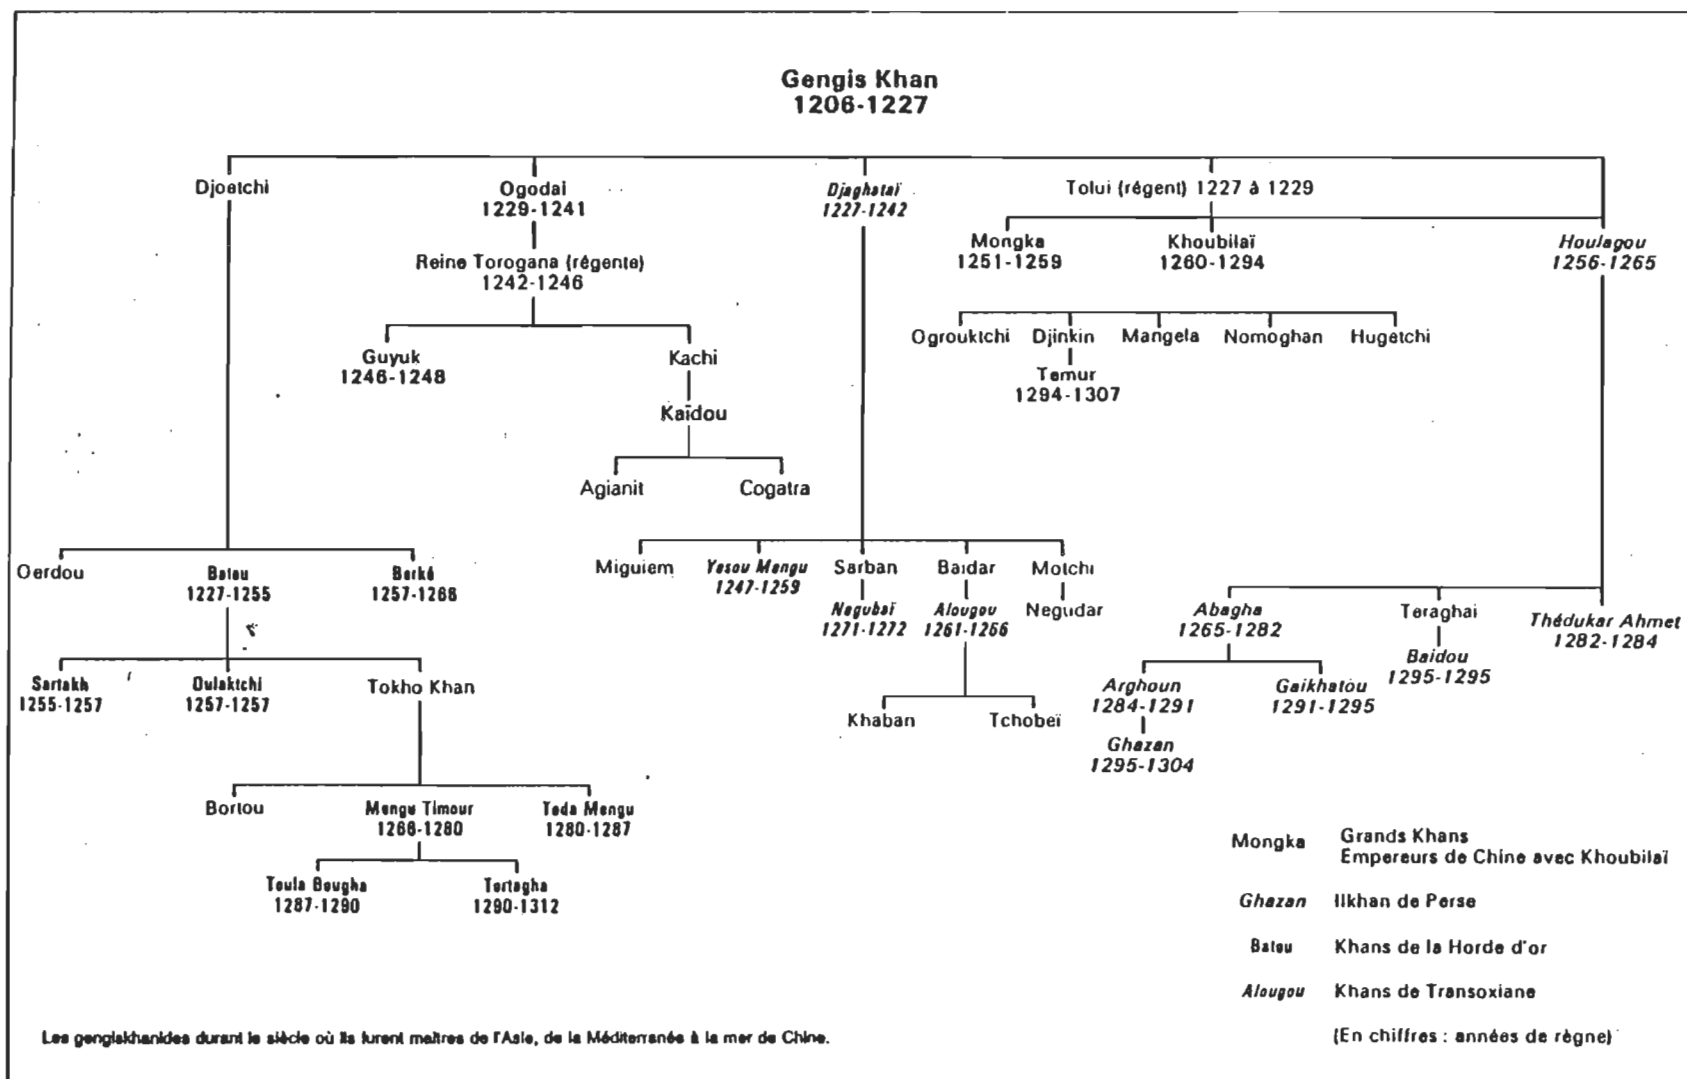 Gengis Khan
1206-1227
Djoetchi
Ogodai
1229-1241
Djaghataï
1227-1242
Tolui (régent) 1227 à 1229
Reine Torogana (régente)
1242-1246
Mongka
1251-1259
Khoubilaï
1260-1294
Houlagou
1256-1265
Guyuk
1246-1248
Kachi
Kaïdou
Agianit
Cogatra
Ogrouktchi
Djinkin
Mangela
Nomoghan
Hugetchi
Temur
1294-1307
Oerdou
Batou
1227-1255
Berké
1257-1266
Miguiem
Yesou Mengu
1247-1259
Sarban
Baïdar
Motchi
Negubaï
1271-1272
Alougou
1261-1266
Negudar
Khaban
Tchobeï
Abagha
1265-1282
Teraghai
Thédukar Ahmet
1282-1284
Baidou
1295-1295
Arghoun
1284-1291
Gaikhatou
1291-1295
Ghazan
1295-1304
Sartakh
1255-1257
Oulaktchi
1257-1257
Tokho Khan
Bortou
Mengu Timour
1266-1280
Toda Mengu
1280-1287
Toula Bougha
1287-1290
Tortagha
1290-1312
Mongka Grands Khans
Empereurs de Chine avec Khoubilaï
Ghazan Ilkhan de Perse
Batou Khans de la Horde d'or
Alougou Khans de Transoxiane
(En chiffres : années de règne)
Les gengiskhanides durant le siècle où ils furent maîtres de l'Asie, de la Méditerranée à la mer de Chine.